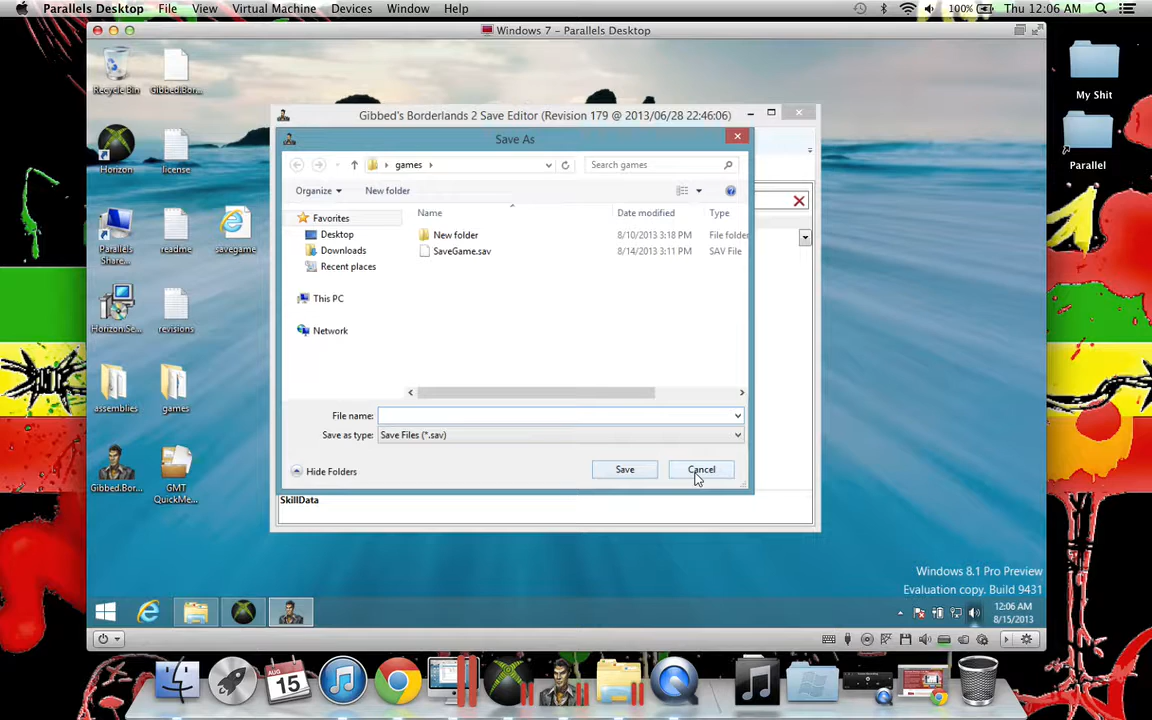 Parallels Desktop File View Virtual Machine Devices Window Help 100% Thu 12:06 AM
Windows 7 – Parallels Desktop
Recycle Bin
Gibbed.Bor...
My Shit
Gibbed's Borderlands 2 Save Editor (Revision 179 @ 2013/06/28 22:46:06)
Save As
games
Search games
Horizon
license
Parallel
Organize
New folder
Name
Date modified
Type
Favorites
New folder
8/10/2013 3:18 PM
File folder
Desktop
SaveGame.sav
8/14/2013 3:11 PM
SAV File
Downloads
Recent places
Parallels Share...
readme
savegame
This PC
Network
Horizon.Se...
revisions
assemblies
games
File name:
Save as type: Save Files (*.sav)
Hide Folders
Save
Cancel
Gibbed.Bor...
GMT QuickMe...
SkillData
Windows 8.1 Pro Preview
Evaluation copy. Build 9431
12:06 AM
8/15/2013
AUG
15